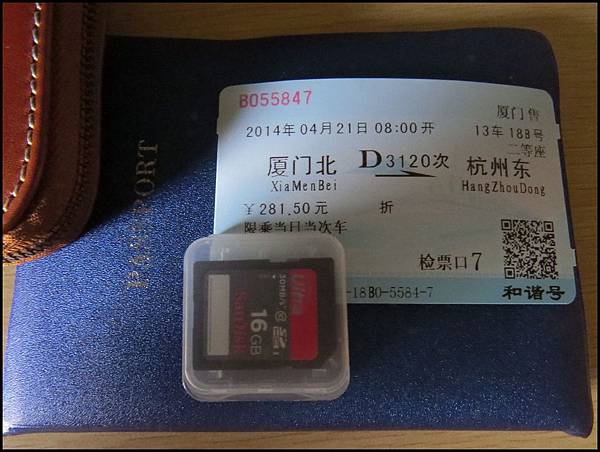 PASSPORT
B055847
厦门售
2014年04月21日08:00开
13车18B号
二等座
厦门北
D3120次
杭州东
XiaMenBei
HangZhouDong
￥281.50元
折
限乘当日当次车
检票口7
-18B0-5584-7
和谐号
Ultra
30MB/s
SanDisk
16GB